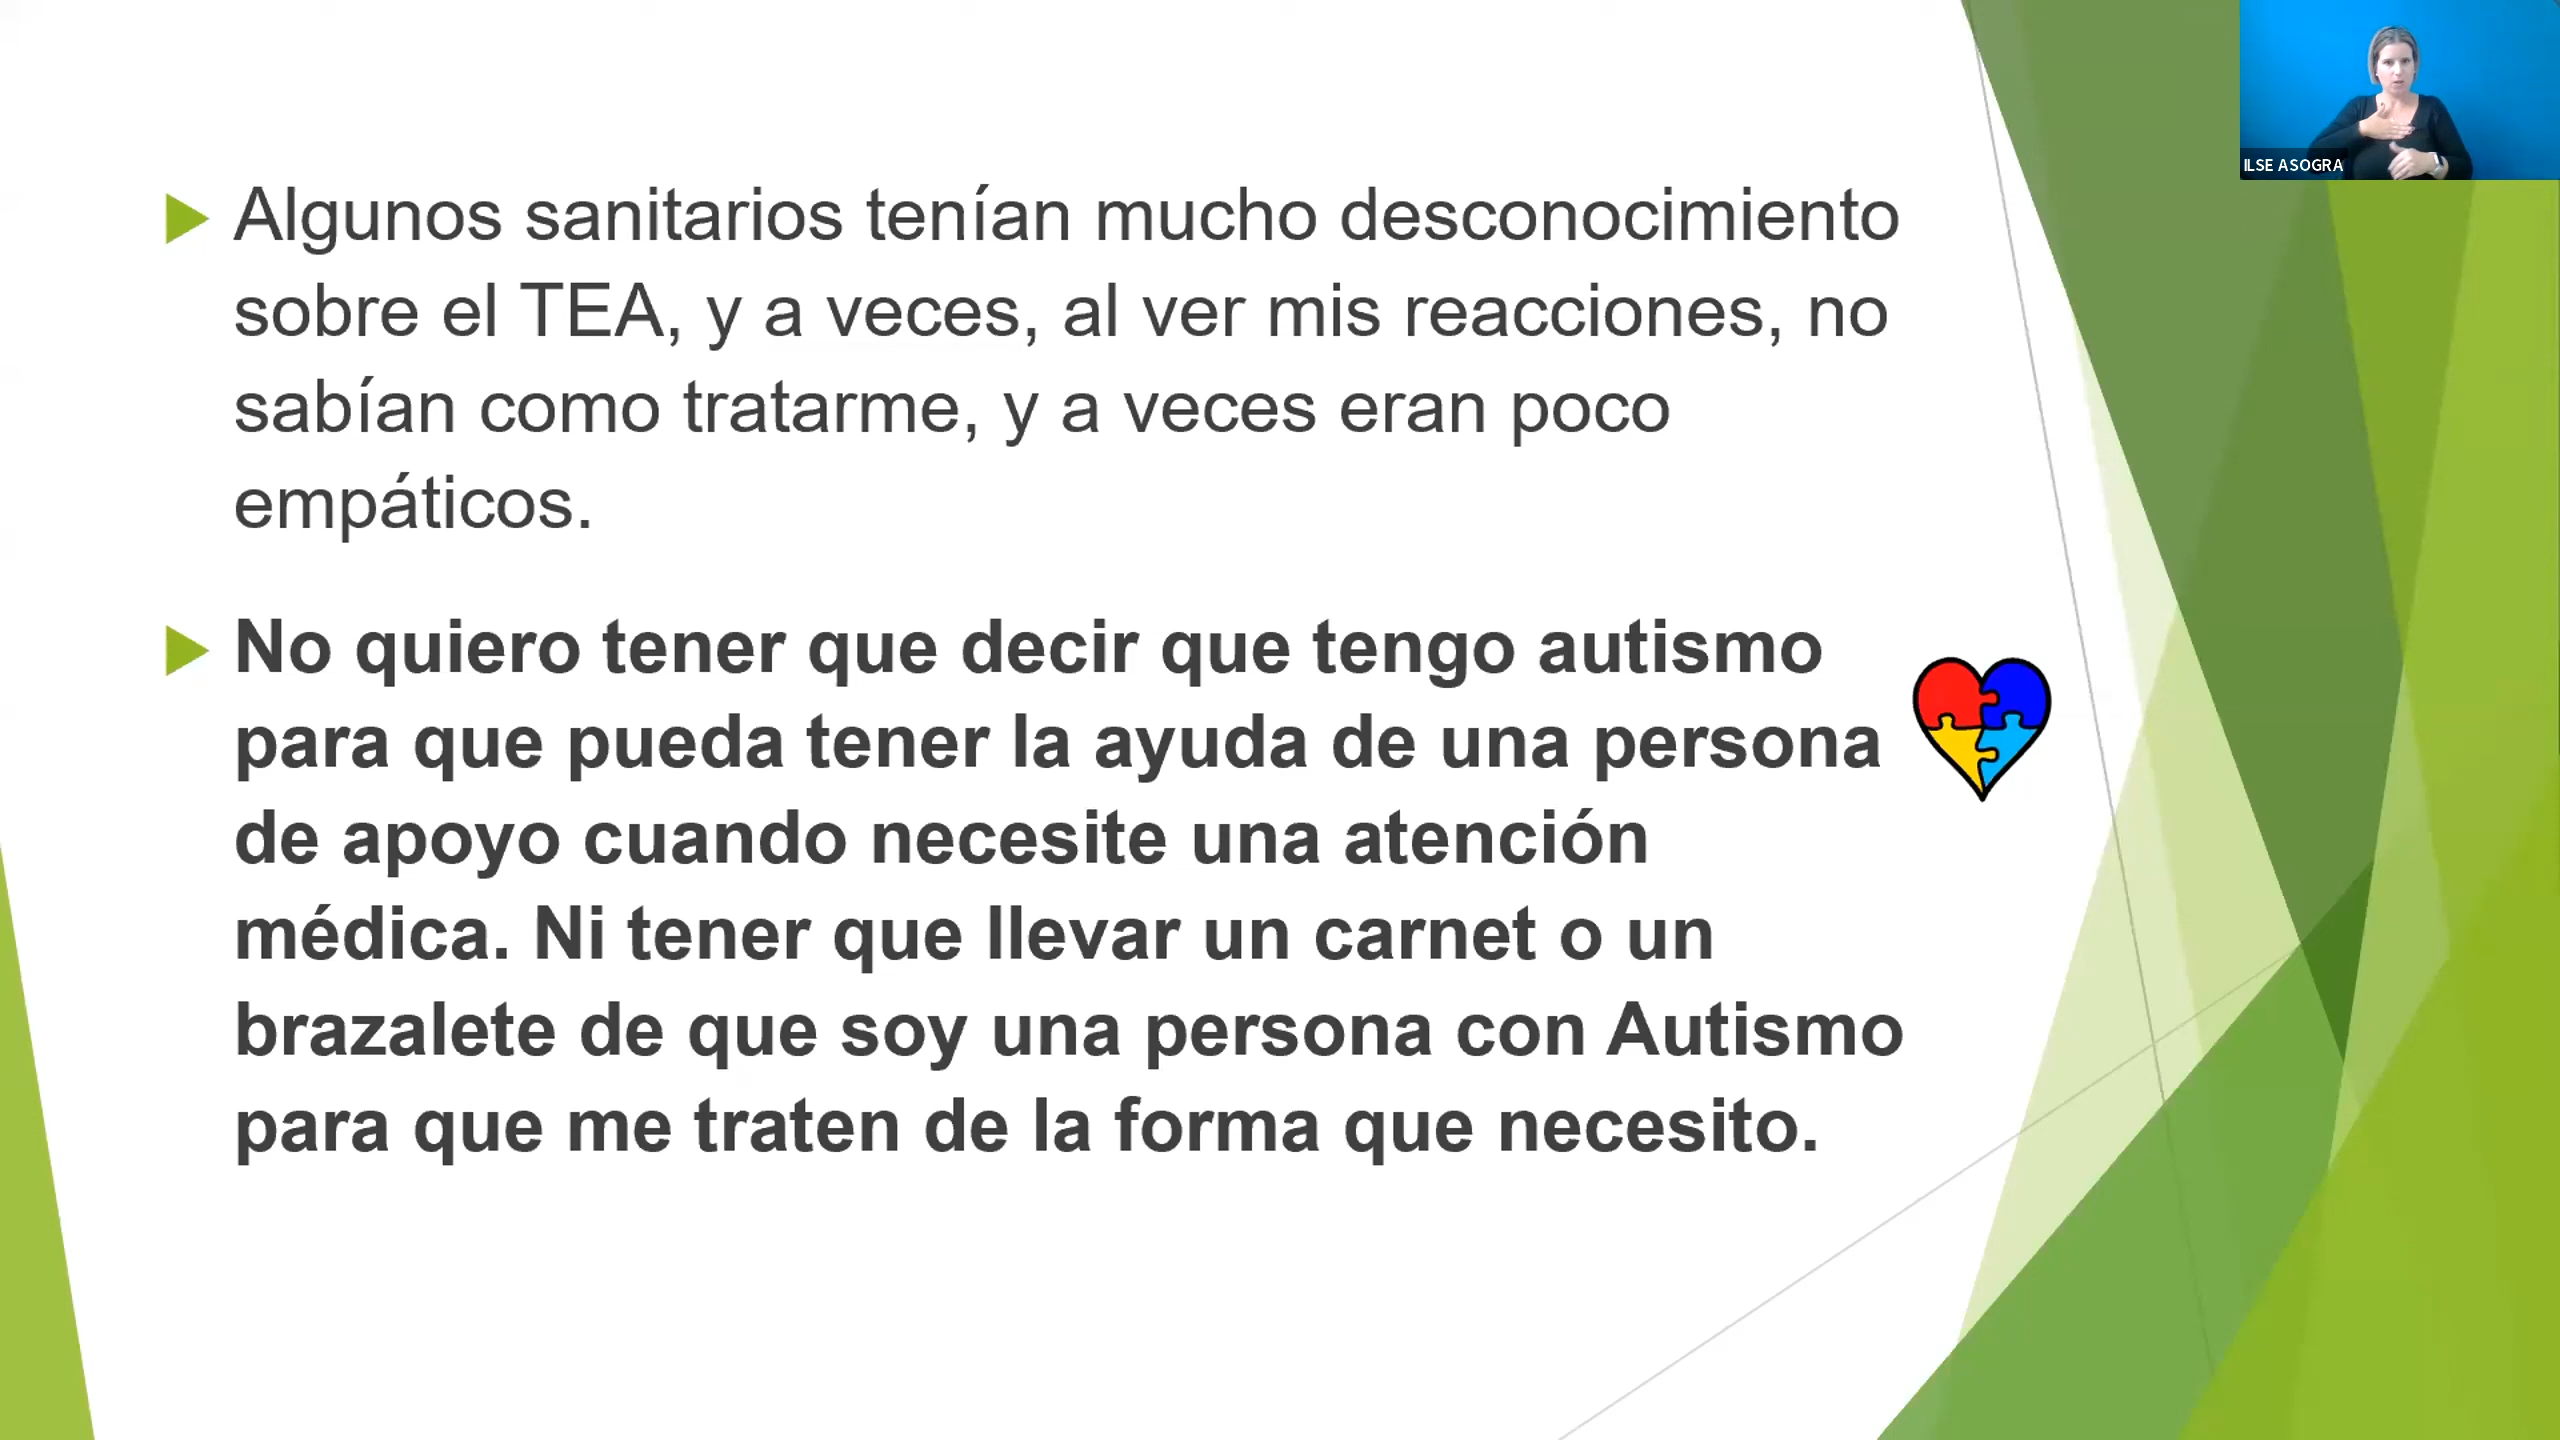 ILSE ASOGRA
Algunos sanitarios tenían mucho desconocimiento
sobre el TEA, y a veces, al ver mis reacciones, no
sabían como tratarme, y a veces eran poco
empáticos.
No quiero tener que decir que tengo autismo
para que pueda tener la ayuda de una persona
de apoyo cuando necesite una atención
médica. Ni tener que llevar un carnet o un
brazalete de que soy una persona con Autismo
para que me traten de la forma que necesito.